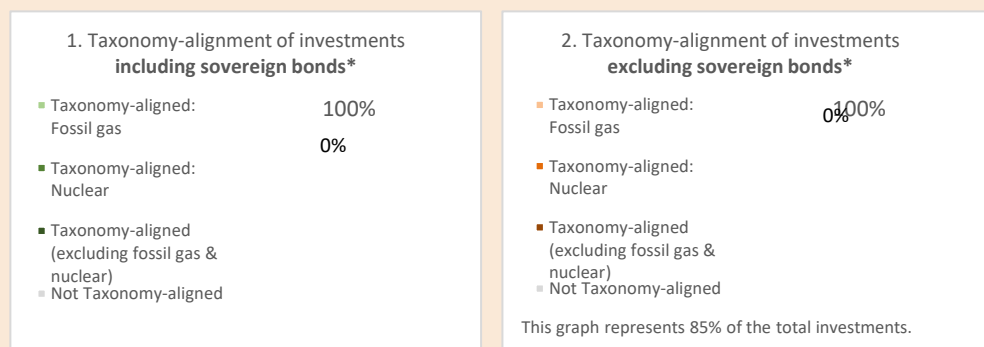 1. Taxonomy-alignment of investments
including sovereign bonds*
Taxonomy-aligned:
Fossil gas
Taxonomy-aligned:
Nuclear
Taxonomy-aligned
(excluding fossil gas &
nuclear)
Not Taxonomy-aligned
100%
0%
2. Taxonomy-alignment of investments
excluding sovereign bonds*
Taxonomy-aligned:
Fossil gas
Taxonomy-aligned:
Nuclear
Taxonomy-aligned
(excluding fossil gas &
nuclear)
Not Taxonomy-aligned
0%
100%
This graph represents 85% of the total investments.